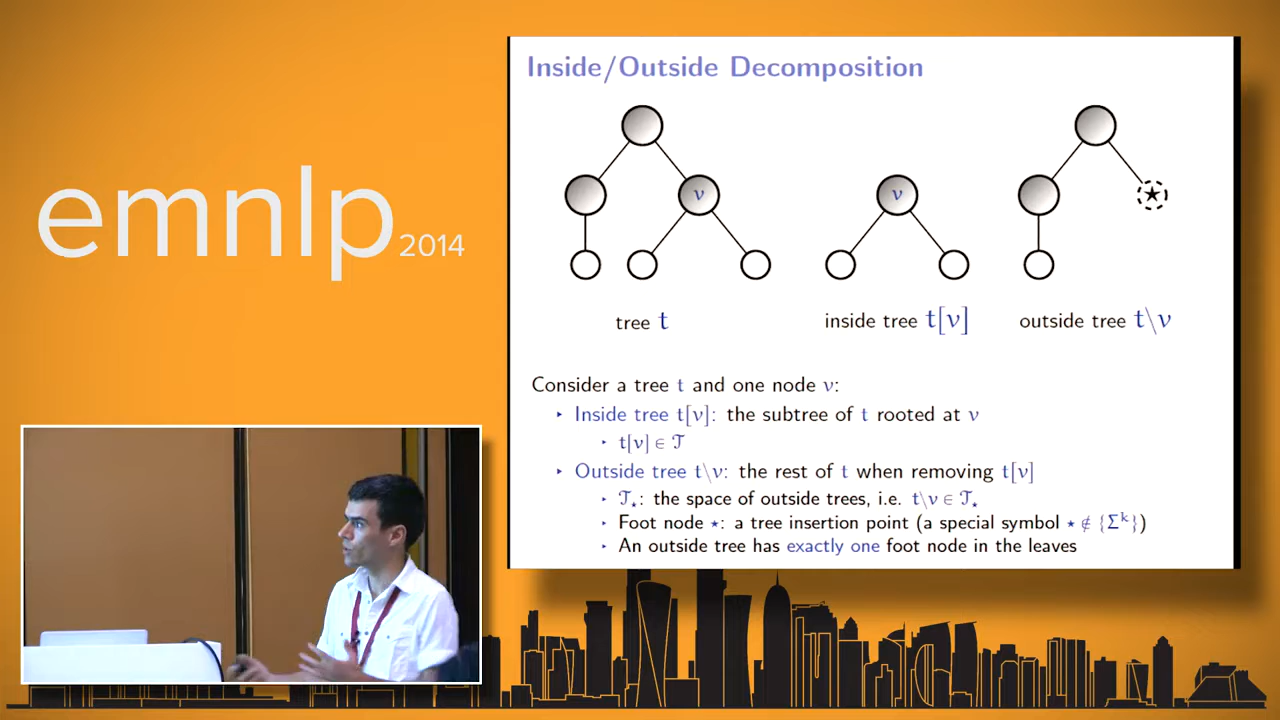 emnlp 2014
Inside/Outside Decomposition
v
v
★
tree t
inside tree t[v]
outside tree t\v
Consider a tree t and one node v:
‣ Inside tree t[v]: the subtree of t rooted at v
‣ t[v] ∈ 𝒯
‣ Outside tree t\v: the rest of t when removing t[v]
‣ 𝒯⋆: the space of outside trees, i.e. t\v ∈ 𝒯⋆
‣ Foot node ⋆: a tree insertion point (a special symbol ⋆ ∉ {Σᵏ})
‣ An outside tree has exactly one foot node in the leaves